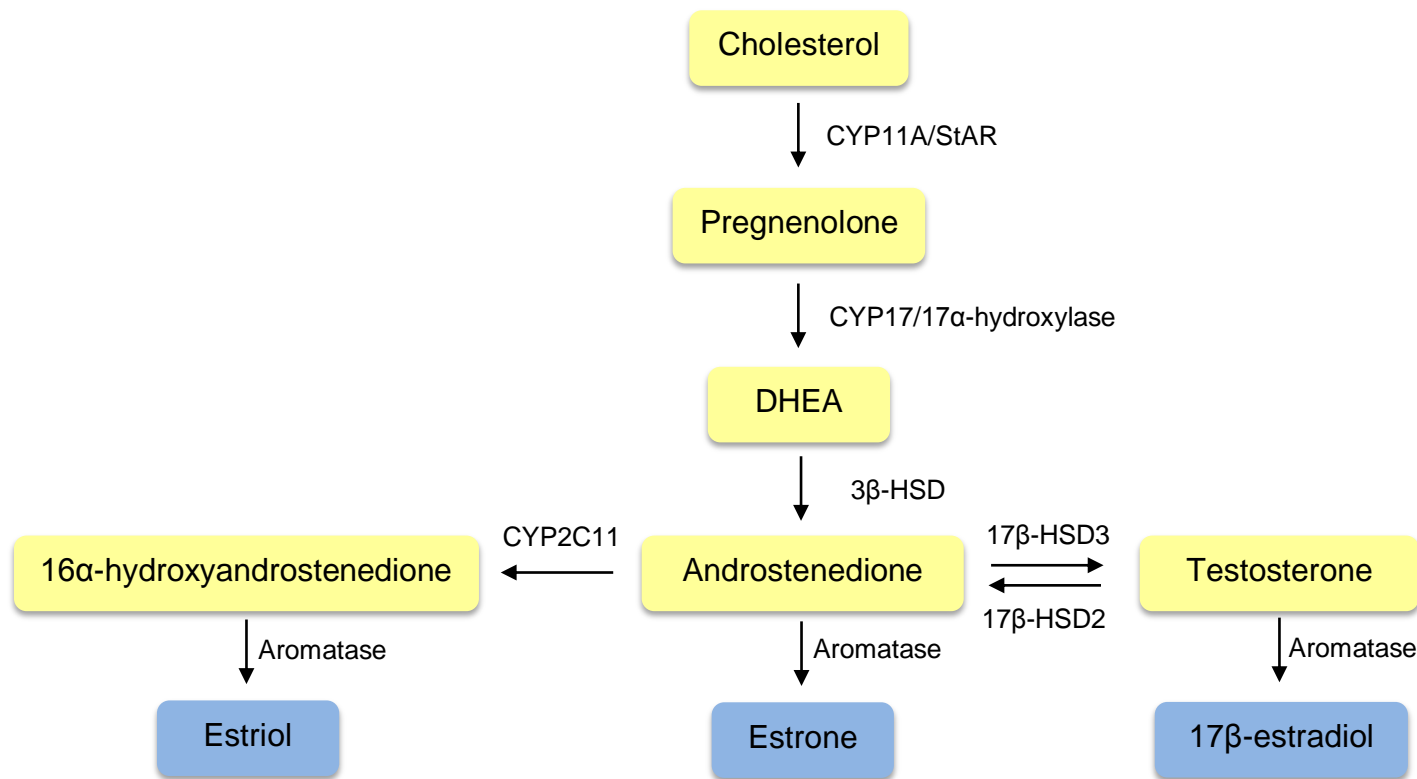 Cholesterol
CYP11A/StAR
Pregnenolone
CYP17/17α-hydroxylase
DHEA
3β-HSD
CYP2C11
17β-HSD3
16α-hydroxyandrostenedione
Androstenedione
Testosterone
17β-HSD2
Aromatase
Aromatase
Aromatase
Estriol
Estrone
17β-estradiol